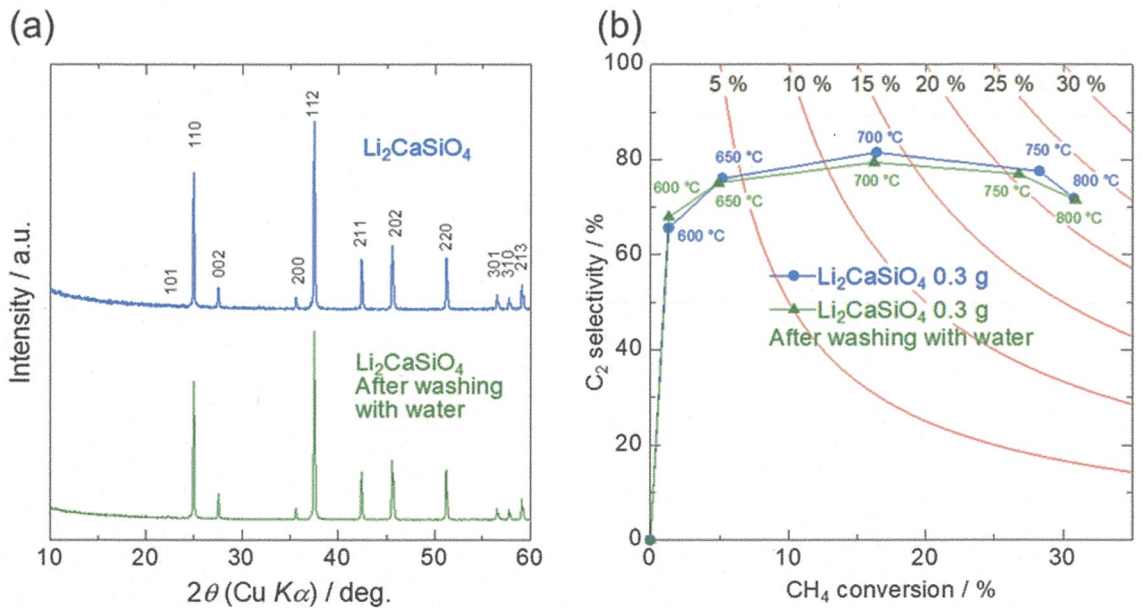 (a)
Intensity / a.u.
101
110
002
200
112
211
202
220
301
310
213
Li₂CaSiO₄
Li₂CaSiO₄
After washing
with water
10 20 30 40 50 60
2θ (Cu Kα) / deg.
(b)
C₂ selectivity / %
100
80
60
40
20
0
5 % 10 % 15 % 20 % 25 % 30 %
700 °C
650 °C
750 °C
800 °C
600 °C
650 °C
700 °C
750 °C
800 °C
600 °C
Li₂CaSiO₄ 0.3 g
Li₂CaSiO₄ 0.3 g
After washing with water
0 10 20 30
CH₄ conversion / %